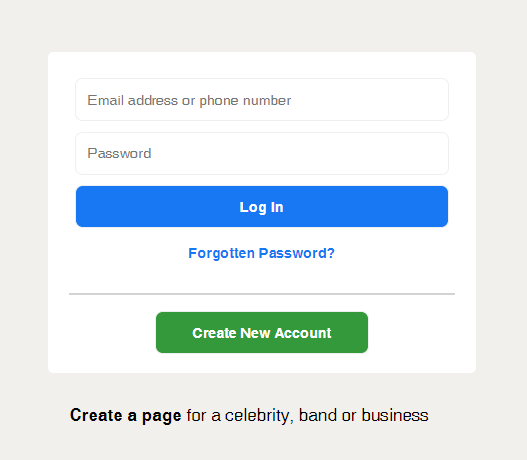 Email address or phone number
Password
Log In
Forgotten Password?
Create New Account
Create a page for a celebrity, band or business